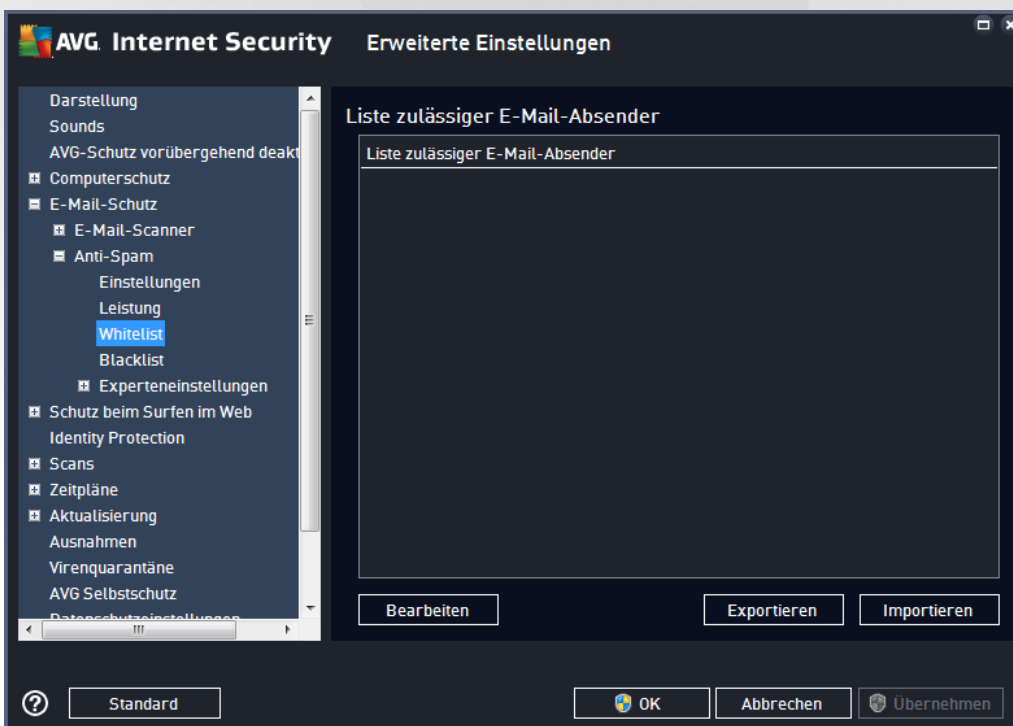 AVG. Internet Security Erweiterte Einstellungen
Darstellung
Sounds
AVG-Schutz vorübergehend deakt
Computerschutz
E-Mail-Schutz
E-Mail-Scanner
Anti-Spam
Einstellungen
Leistung
Whitelist
Blacklist
Experteneinstellungen
Schutz beim Surfen im Web
Identity Protection
Scans
Zeitpläne
Aktualisierung
Ausnahmen
Virenquarantäne
AVG Selbstschutz
Datenschutzeinstellungen
Liste zulässiger E-Mail-Absender
Liste zulässiger E-Mail-Absender
Bearbeiten Exportieren Importieren
? Standard OK Abbrechen Übernehmen